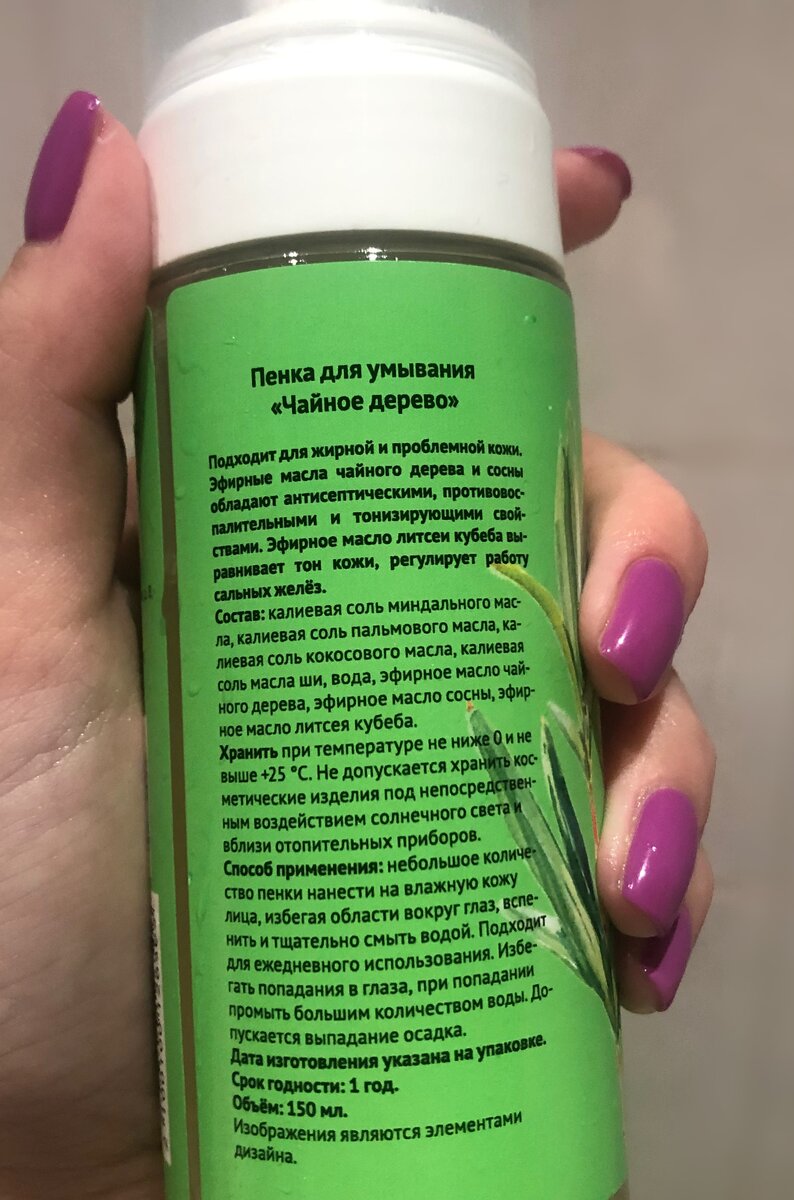 Пенка для умывания
«Чайное дерево»
Подходит для жирной и проблемной кожи.
Эфирные масла чайного дерева и сосны
обладают антисептическими, противовос-
палительными и тонизирующими свой-
ствами. Эфирное масло литсеи кубеба вы-
равнивает тон кожи, регулирует работу
сальных желёз.
Состав: калиевая соль миндального мас-
ла, калиевая соль пальмового масла, ка-
лиевая соль кокосового масла, калиевая
соль масла ши, вода, эфирное масло чай-
ного дерева, эфирное масло сосны, эфир-
ное масло литсея кубеба.
Хранить при температуре не ниже 0 и не
выше +25 °C. Не допускается хранить кос-
метические изделия под непосредствен-
ным воздействием солнечного света и
вблизи отопительных приборов.
Способ применения: небольшое количе-
ство пенки нанести на влажную кожу
лица, избегая области вокруг глаз, вспе-
нить и тщательно смыть водой. Подходит
для ежедневного использования. Избе-
гать попадания в глаза, при попадании
промыть большим количеством воды. До-
пускается выпадание осадка.
Дата изготовления указана на упаковке.
Срок годности: 1 год.
Объём: 150 мл.
Изображения являются элементами
дизайна.